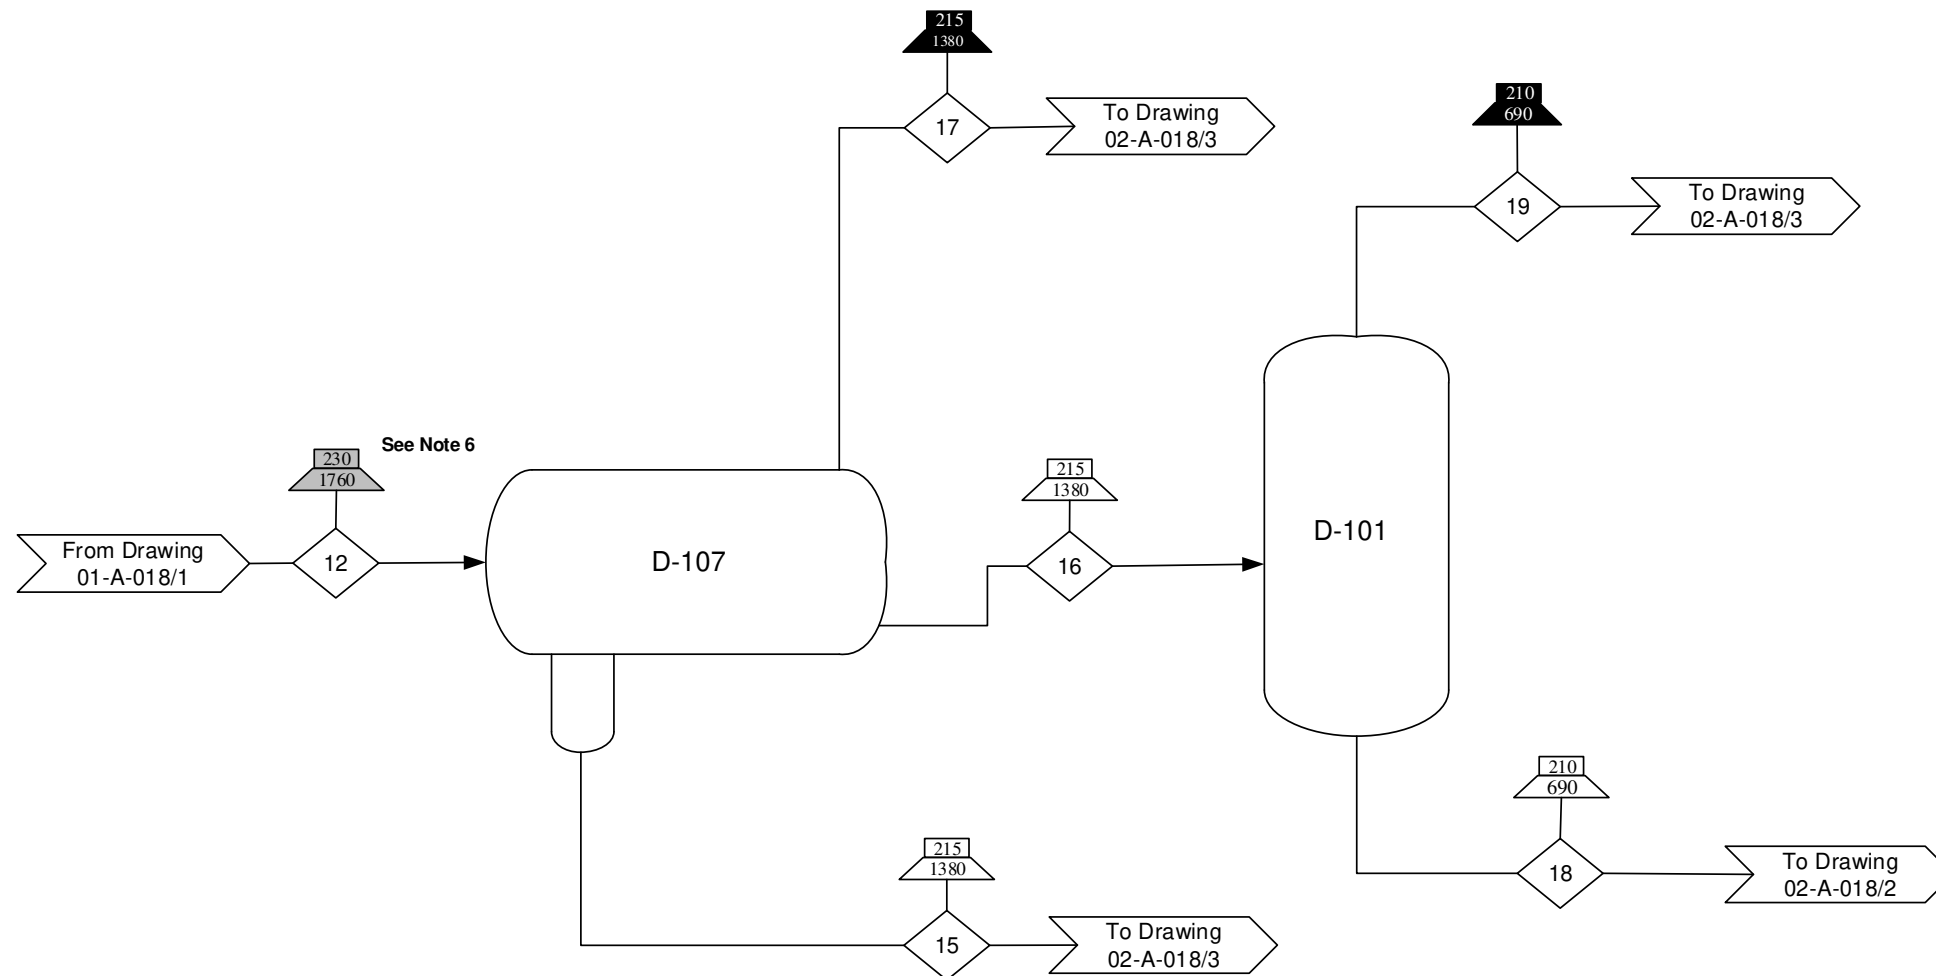 215
1380
17
To Drawing
02-A-018/3
210
690
19
To Drawing
02-A-018/3
See Note 6
230
1760
From Drawing
01-A-018/1
12
D-107
215
1380
16
D-101
215
1380
15
To Drawing
02-A-018/3
210
690
18
To Drawing
02-A-018/2